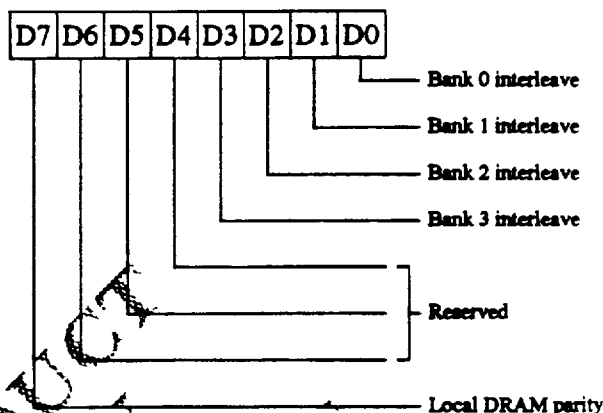 D7 D6 D5 D4 D3 D2 D1 D0
Bank 0 interleave
Bank 1 interleave
Bank 2 interleave
Bank 3 interleave
Reserved
Local DRAM parity
U C T